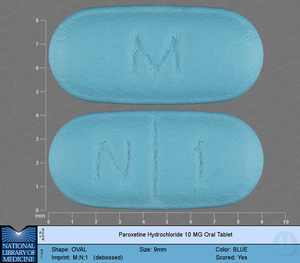 8
7
6
5
4
3
2
1
0
mm
M
N 1
mm 0 1 2 3 4 5 6 7 8 9 10
Paroxetine Hydrochloride 10 MG Oral Tablet
NATIONAL
LIBRARY OF
MEDICINE
Shape: OVAL Size: 9mm Color: BLUE
Imprint: M;N;1 (debossed) Scored: Yes